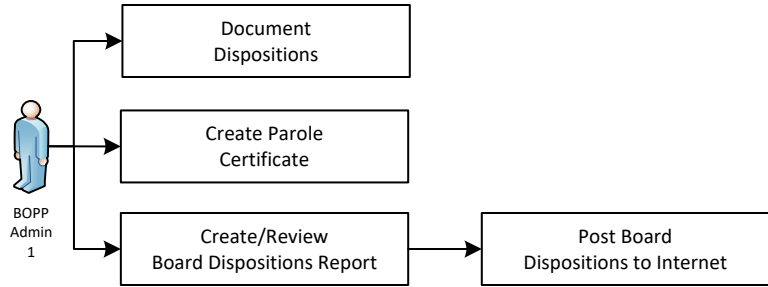 Document
Dispositions
Create Parole
Certificate
BOPP
Admin
1
Create/Review
Board Dispositions Report
Post Board
Dispositions to Internet